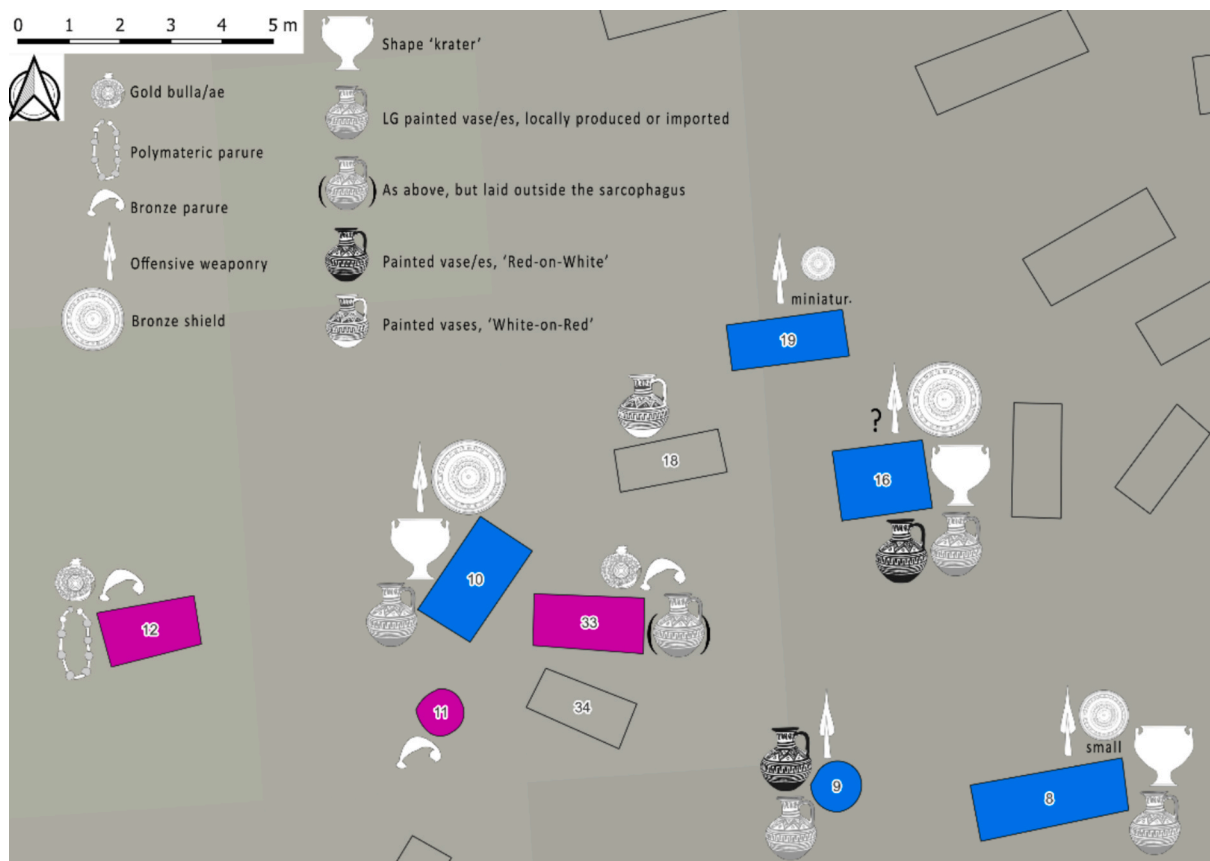 0 1 2 3 4 5 m
Gold bulla/ae
Polymateric parure
Bronze parure
Offensive weaponry
Bronze shield
Shape ‘krater’
LG painted vase/es, locally produced or imported
( ) As above, but laid outside the sarcophagus
Painted vase/es, ‘Red-on-White’
Painted vases, ‘White-on-Red’
miniatur.
19
?
18
16
10
12
33
( )
11
34
small
9
8